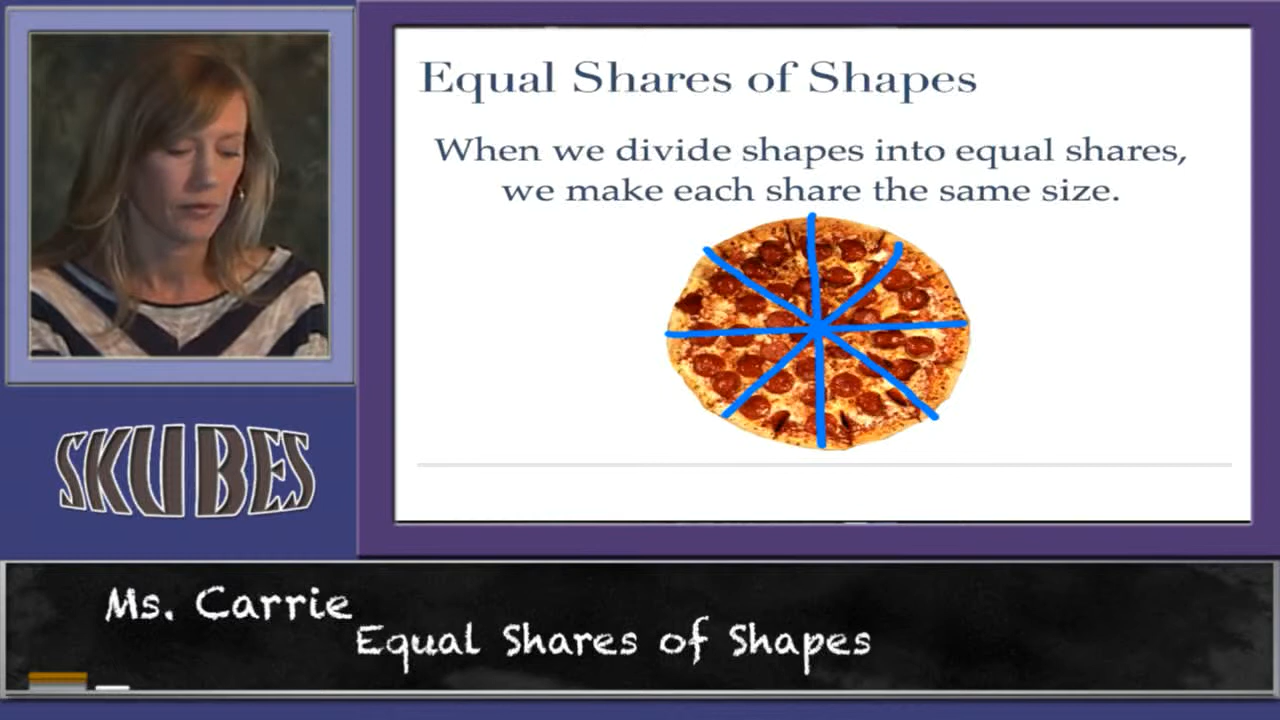 Equal Shares of Shapes
When we divide shapes into equal shares,
we make each share the same size.
SKUBES
Ms. Carrie
Equal Shares of Shapes